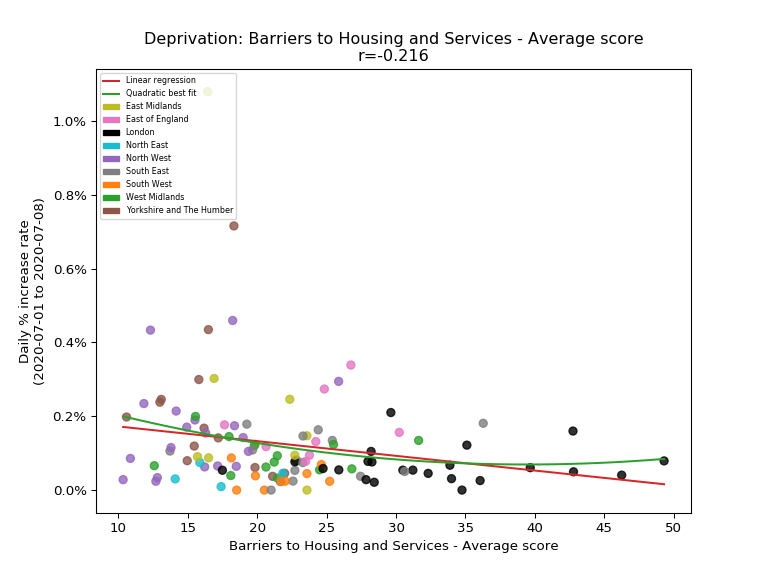 Deprivation: Barriers to Housing and Services - Average score
r=-0.216
Linear regression
Quadratic best fit
East Midlands
East of England
London
North East
North West
South East
South West
West Midlands
Yorkshire and The Humber
1.0%
0.8%
0.6%
0.4%
0.2%
0.0%
Daily % increase rate
(2020-07-01 to 2020-07-08)
10 15 20 25 30 35 40 45 50
Barriers to Housing and Services - Average score